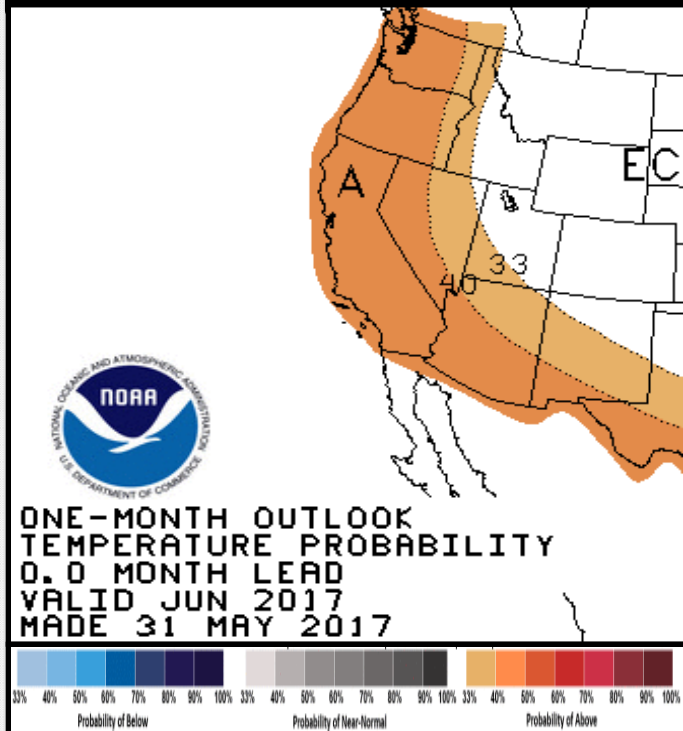 A
EC
33
40
NATIONAL OCEANIC AND ATMOSPHERIC ADMINISTRATION
NOAA
U.S. DEPARTMENT OF COMMERCE
ONE-MONTH OUTLOOK
TEMPERATURE PROBABILITY
0.0 MONTH LEAD
VALID JUN 2017
MADE 31 MAY 2017
33% 40% 50% 60% 70% 80% 90% 100%
Probability of Below
33% 40% 50% 60% 70% 80% 90% 100%
Probability of Near-Normal
33% 40% 50% 60% 70% 80% 90% 100%
Probability of Above